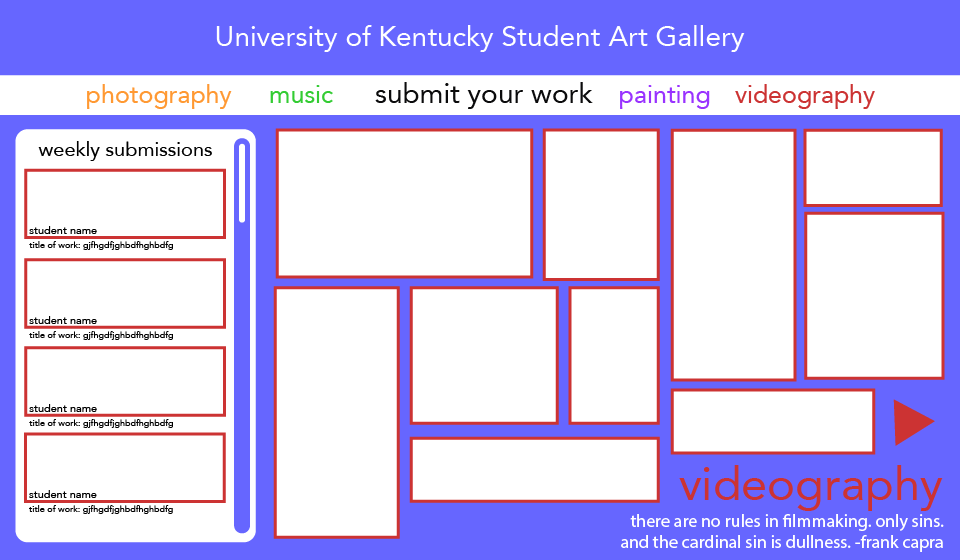 University of Kentucky Student Art Gallery
photography music submit your work painting videography
weekly submissions
student name
title of work: gjfhgdfjghbdfhghbdfg
student name
title of work: gjfhgdfjghbdfhghbdfg
student name
title of work: gjfhgdfjghbdfhghbdfg
student name
title of work: gjfhgdfjghbdfhghbdfg
videography
there are no rules in filmmaking. only sins.
and the cardinal sin is dullness. -frank capra